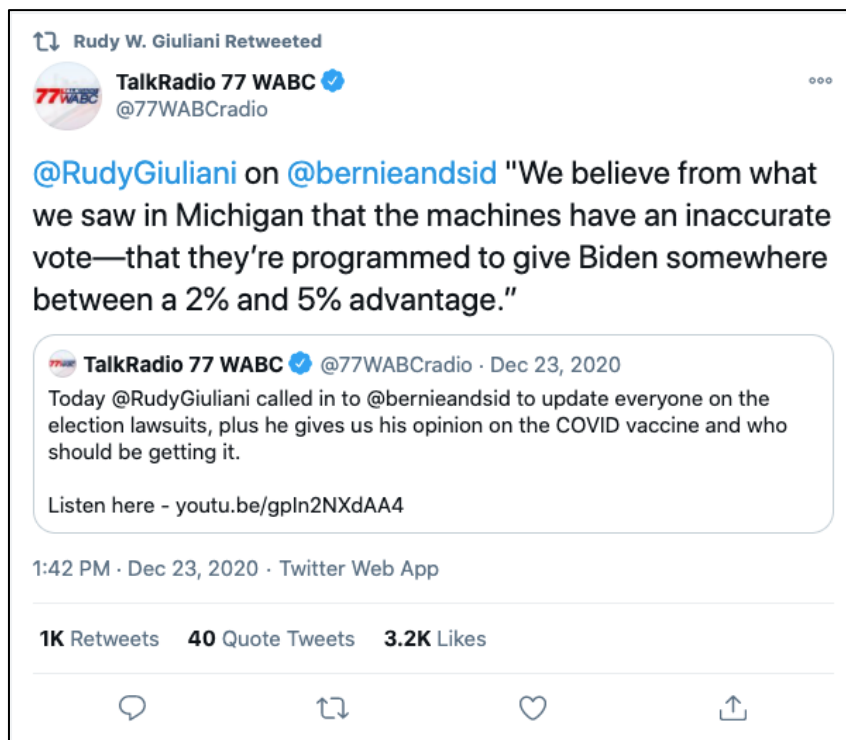 Rudy W. Giuliani Retweeted
TalkRadio 77 WABC
77 WABC
@77WABCradio
@RudyGiuliani on @bernieandsid "We believe from what
we saw in Michigan that the machines have an inaccurate
vote—that they’re programmed to give Biden somewhere
between a 2% and 5% advantage.”
TalkRadio 77 WABC @77WABCradio · Dec 23, 2020
Today @RudyGiuliani called in to @bernieandsid to update everyone on the
election lawsuits, plus he gives us his opinion on the COVID vaccine and who
should be getting it.
Listen here - youtu.be/gpIn2NXdAA4
1:42 PM · Dec 23, 2020 · Twitter Web App
1K Retweets 40 Quote Tweets 3.2K Likes